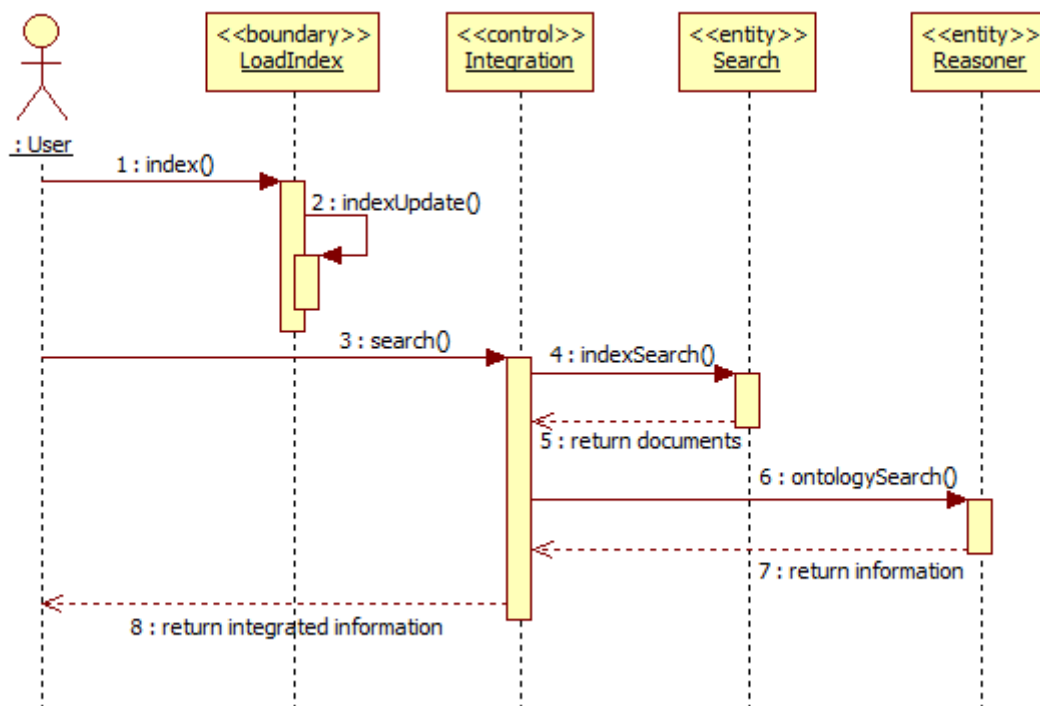 <<boundary>>
LoadIndex
<<control>>
Integration
<<entity>>
Search
<<entity>>
Reasoner
: User
1 : index()
2 : indexUpdate()
3 : search()
4 : indexSearch()
5 : return documents
6 : ontologySearch()
7 : return information
8 : return integrated information